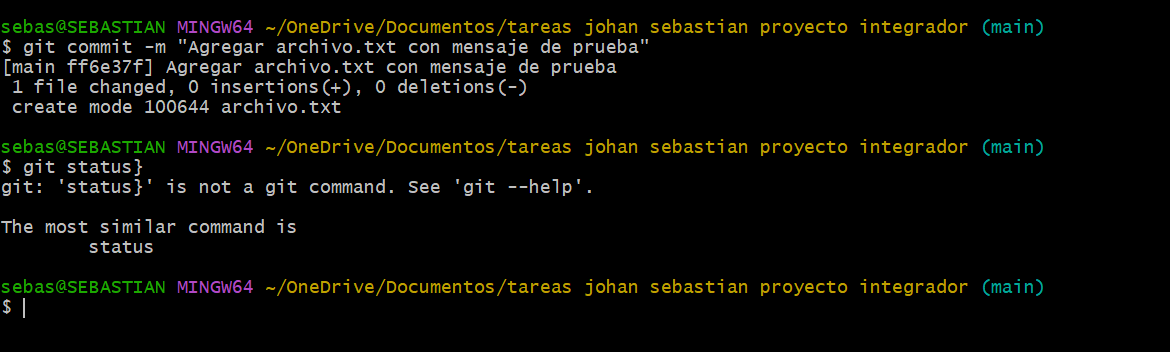 sebas@SEBASTIAN MINGW64 ~/OneDrive/Documentos/tareas johan sebastian proyecto integrador (main)
$ git commit -m "Agregar archivo.txt con mensaje de prueba"
[main ff6e37f] Agregar archivo.txt con mensaje de prueba
 1 file changed, 0 insertions(+), 0 deletions(-)
 create mode 100644 archivo.txt
sebas@SEBASTIAN MINGW64 ~/OneDrive/Documentos/tareas johan sebastian proyecto integrador (main)
$ git status}
git: 'status}' is not a git command. See 'git --help'.
The most similar command is
        status
sebas@SEBASTIAN MINGW64 ~/OneDrive/Documentos/tareas johan sebastian proyecto integrador (main)
$